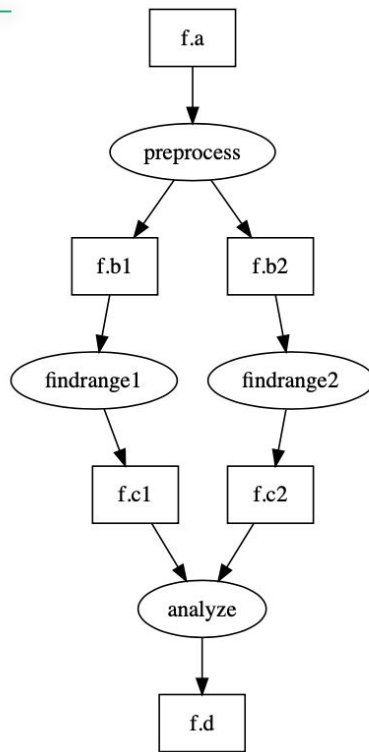 f.a
preprocess
f.b1
f.b2
findrange1
findrange2
f.c1
f.c2
analyze
f.d